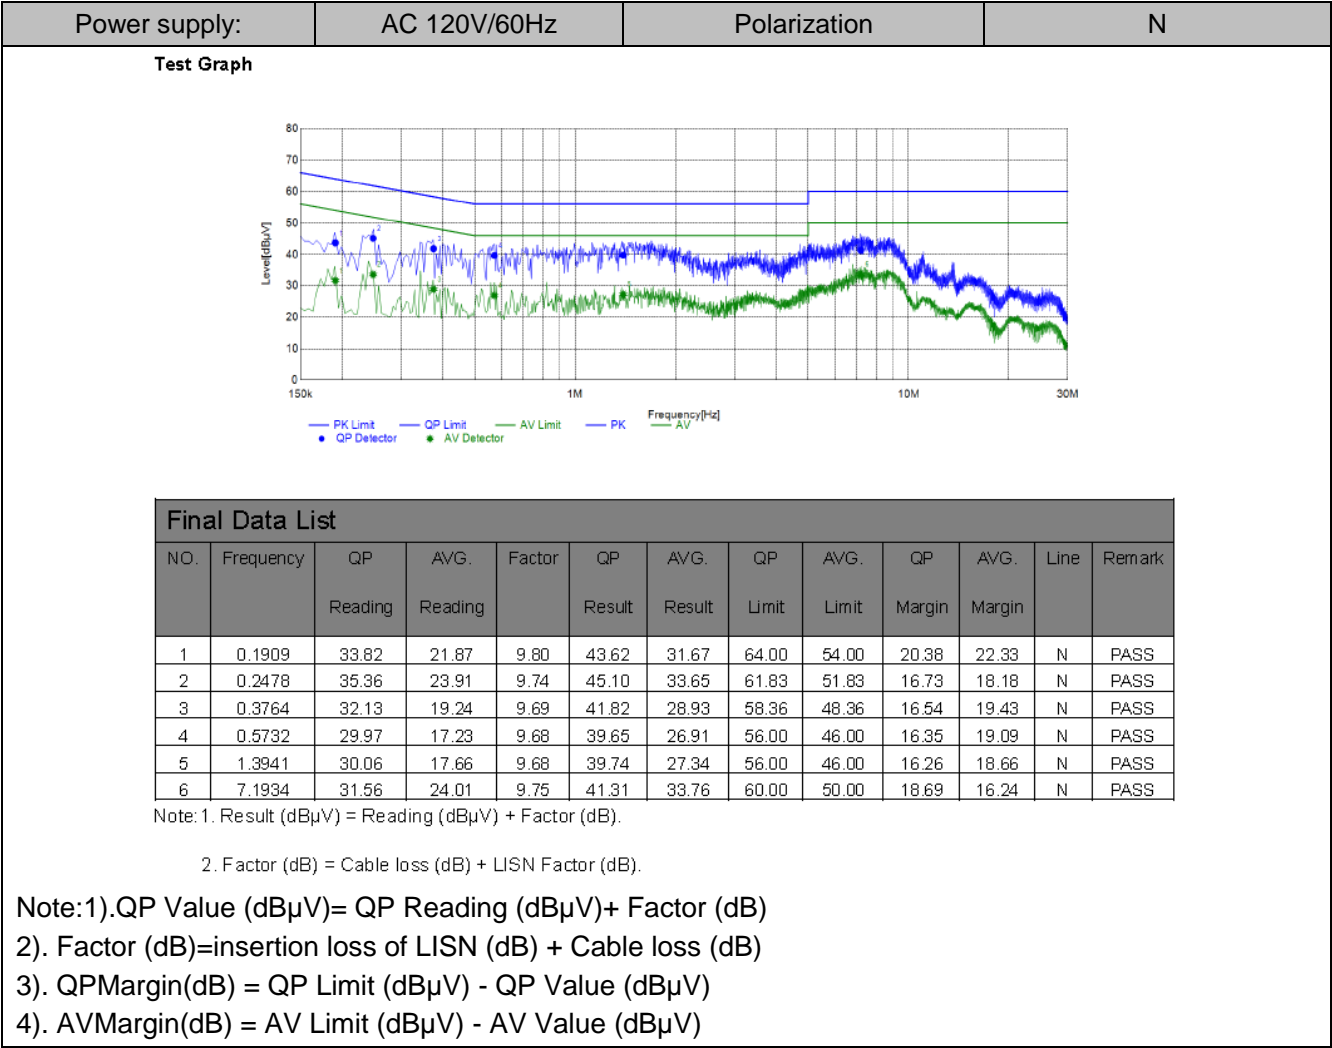 Power supply: AC 120V/60Hz Polarization N
Test Graph
80
70
60
50
40
30
20
10
0
Level[dBµV]
150k 1M 10M 30M
Frequency[Hz]
PK Limit QP Limit AV Limit PK AV
QP Detector AV Detector
Final Data List
NO. Frequency QP Reading AVG. Reading Factor QP Result AVG. Result QP Limit AVG. Limit QP Margin AVG. Margin Line Remark
1 0.1909 33.82 21.87 9.80 43.62 31.67 64.00 54.00 20.38 22.33 N PASS
2 0.2478 35.36 23.91 9.74 45.10 33.65 61.83 51.83 16.73 18.18 N PASS
3 0.3764 32.13 19.24 9.69 41.82 28.93 58.36 48.36 16.54 19.43 N PASS
4 0.5732 29.97 17.23 9.68 39.65 26.91 56.00 46.00 16.35 19.09 N PASS
5 1.3941 30.06 17.66 9.68 39.74 27.34 56.00 46.00 16.26 18.66 N PASS
6 7.1934 31.56 24.01 9.75 41.31 33.76 60.00 50.00 18.69 16.24 N PASS
Note: 1. Result (dBµV) = Reading (dBµV) + Factor (dB).
2. Factor (dB) = Cable loss (dB) + LISN Factor (dB).
Note:1).QP Value (dBµV)= QP Reading (dBµV)+ Factor (dB)
2). Factor (dB)=insertion loss of LISN (dB) + Cable loss (dB)
3). QPMargin(dB) = QP Limit (dBµV) - QP Value (dBµV)
4). AVMargin(dB) = AV Limit (dBµV) - AV Value (dBµV)